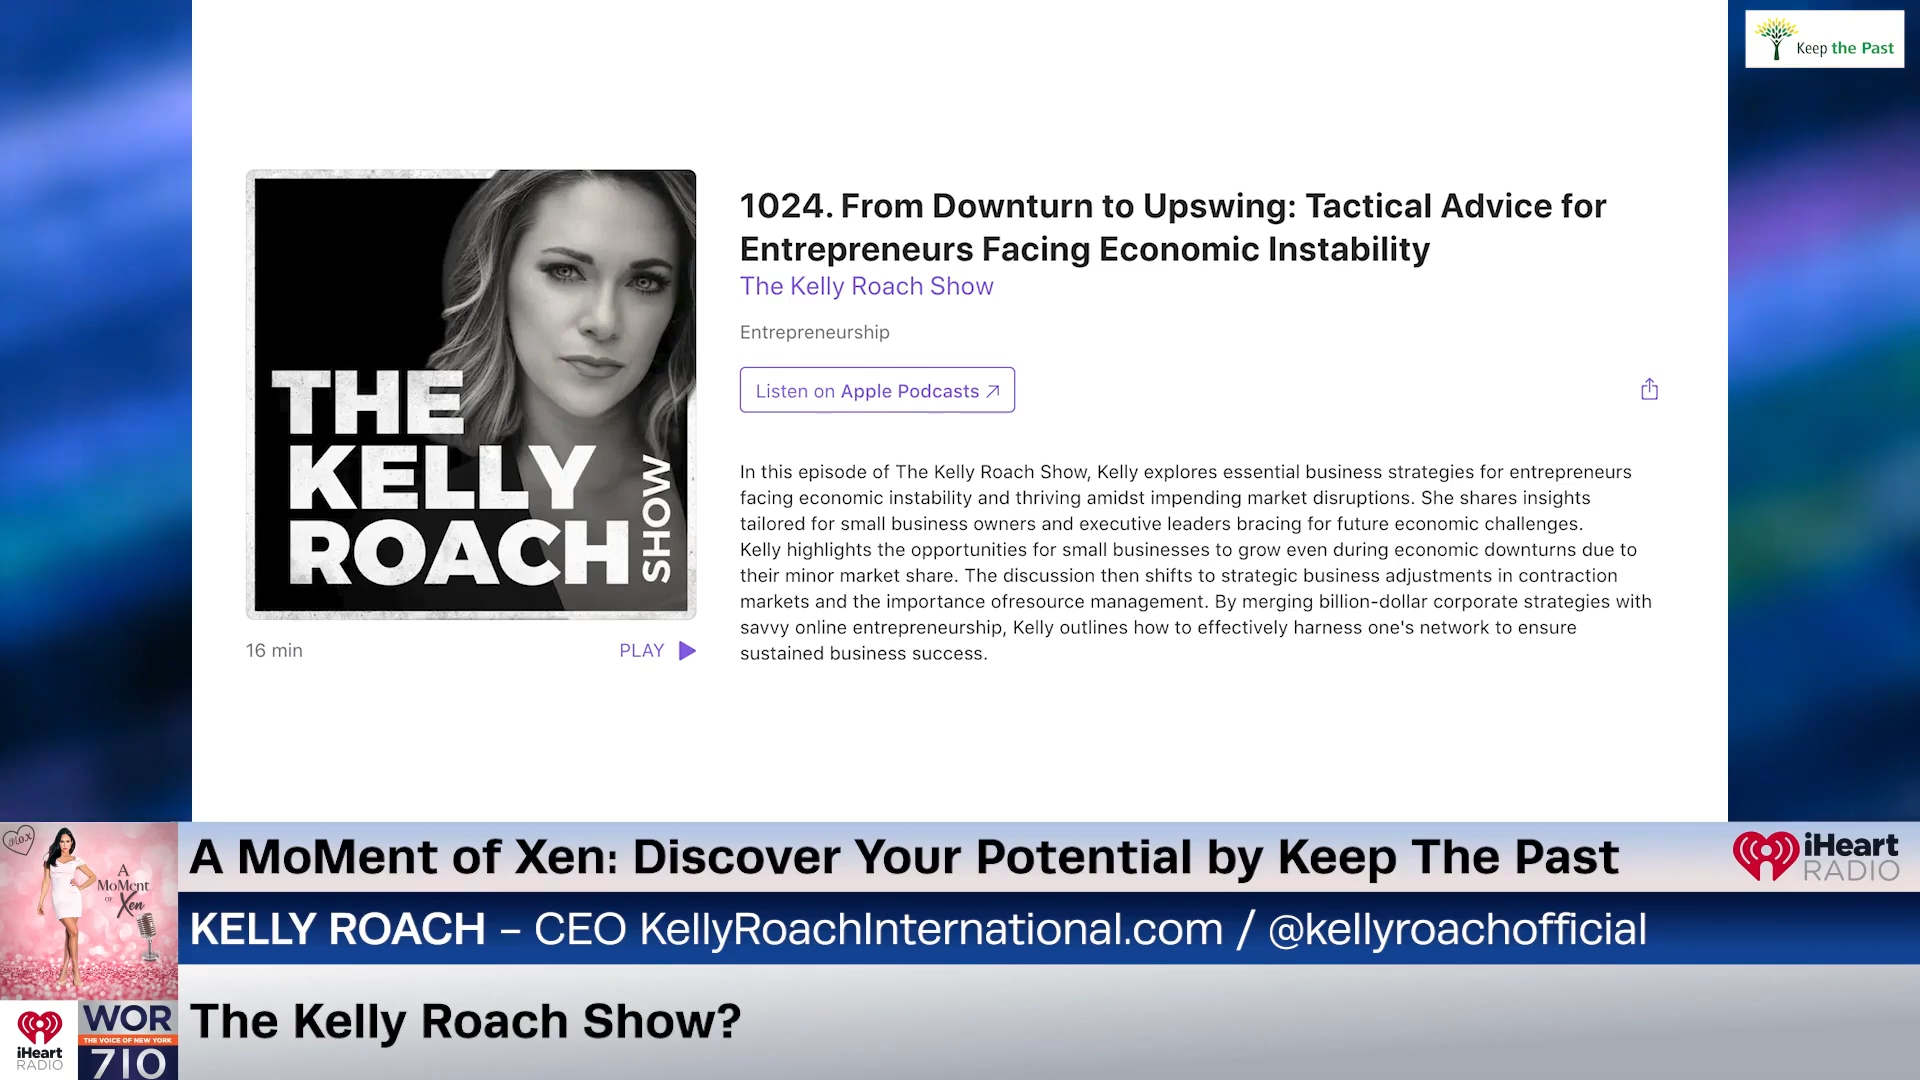 Keep the Past
THE
KELLY
ROACH
SHOW
16 min
PLAY
1024. From Downturn to Upswing: Tactical Advice for
Entrepreneurs Facing Economic Instability
The Kelly Roach Show
Entrepreneurship
Listen on Apple Podcasts
In this episode of The Kelly Roach Show, Kelly explores essential business strategies for entrepreneurs
facing economic instability and thriving amidst impending market disruptions. She shares insights
tailored for small business owners and executive leaders bracing for future economic challenges.
Kelly highlights the opportunities for small businesses to grow even during economic downturns due to
their minor market share. The discussion then shifts to strategic business adjustments in contraction
markets and the importance ofresource management. By merging billion-dollar corporate strategies with
savvy online entrepreneurship, Kelly outlines how to effectively harness one's network to ensure
sustained business success.
A
MoMent
OF
Xen
A MoMent of Xen: Discover Your Potential by Keep The Past
iHeart
RADIO
KELLY ROACH – CEO KellyRoachInternational.com / @kellyroachofficial
iHeart
RADIO
WOR
THE VOICE OF NEW YORK
710
The Kelly Roach Show?